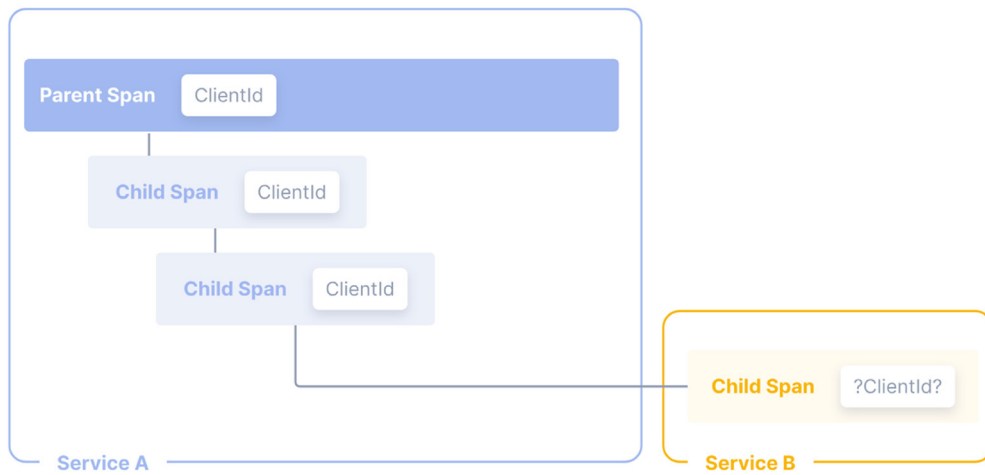 Parent Span ClientId
Child Span ClientId
Child Span ClientId
Child Span ?ClientId?
Service A Service B